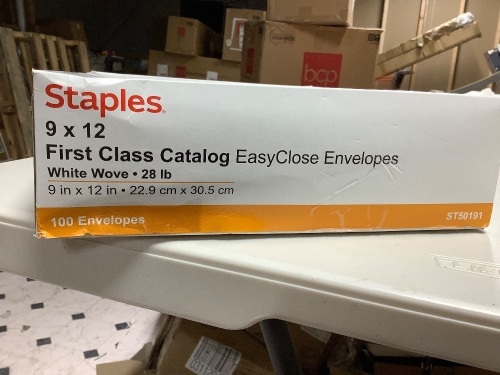 bcp
Staples.
9 x 12
First Class Catalog EasyClose Envelopes
White Wove • 28 lb
9 in x 12 in • 22.9 cm x 30.5 cm
100 Envelopes
ST50191